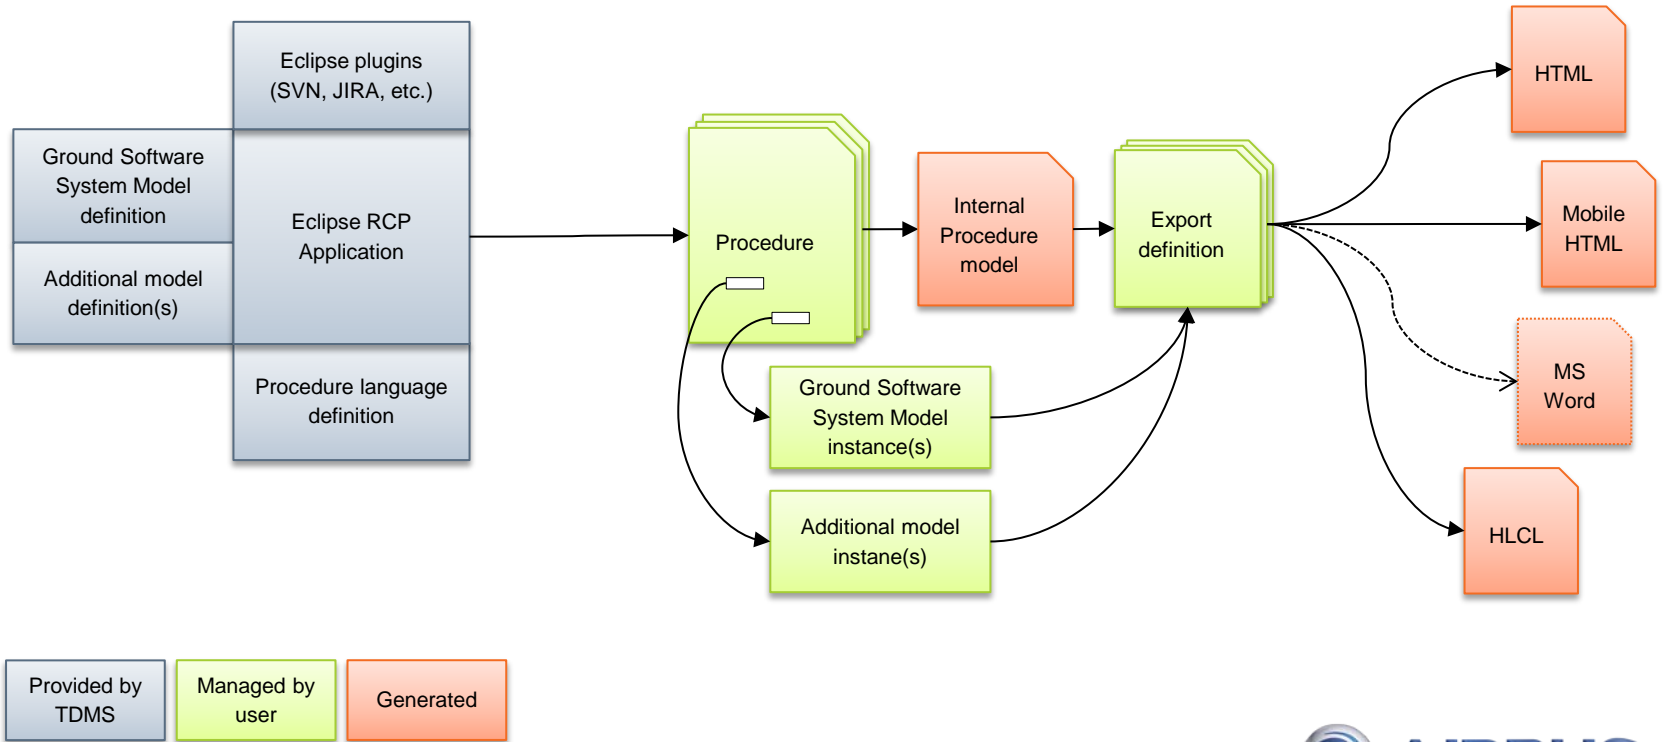 Eclipse plugins
(SVN, JIRA, etc.)
Ground Software
System Model
definition
Eclipse RCP
Application
Additional model
definition(s)
Procedure language
definition
Procedure
Internal
Procedure
model
Export
definition
Ground Software
System Model
instance(s)
Additional model
instane(s)
HTML
Mobile
HTML
MS
Word
HLCL
Provided by
TDMS
Managed by
user
Generated